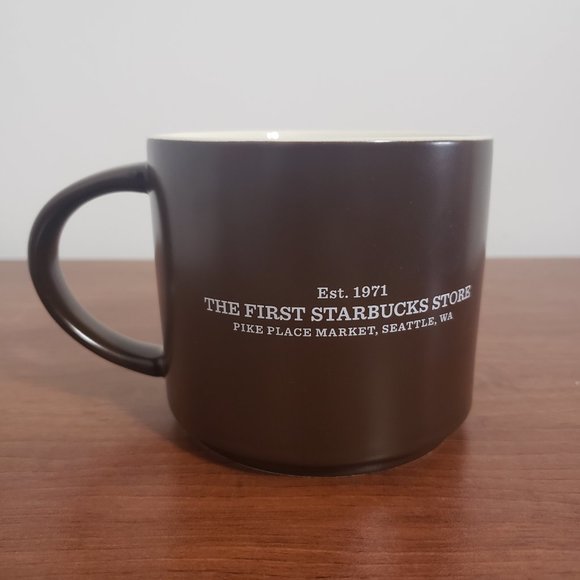 Est. 1971
THE FIRST STARBUCKS STORE
PIKE PLACE MARKET, SEATTLE, WA